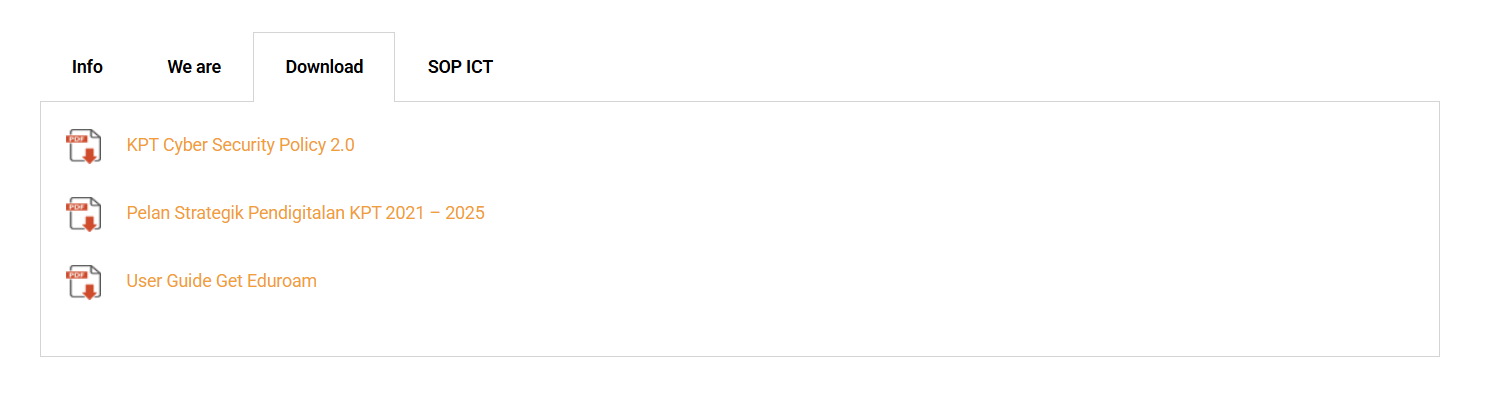 Info We are Download SOP ICT
PDF KPT Cyber Security Policy 2.0
PDF Pelan Strategik Pendigitalan KPT 2021 – 2025
PDF User Guide Get Eduroam